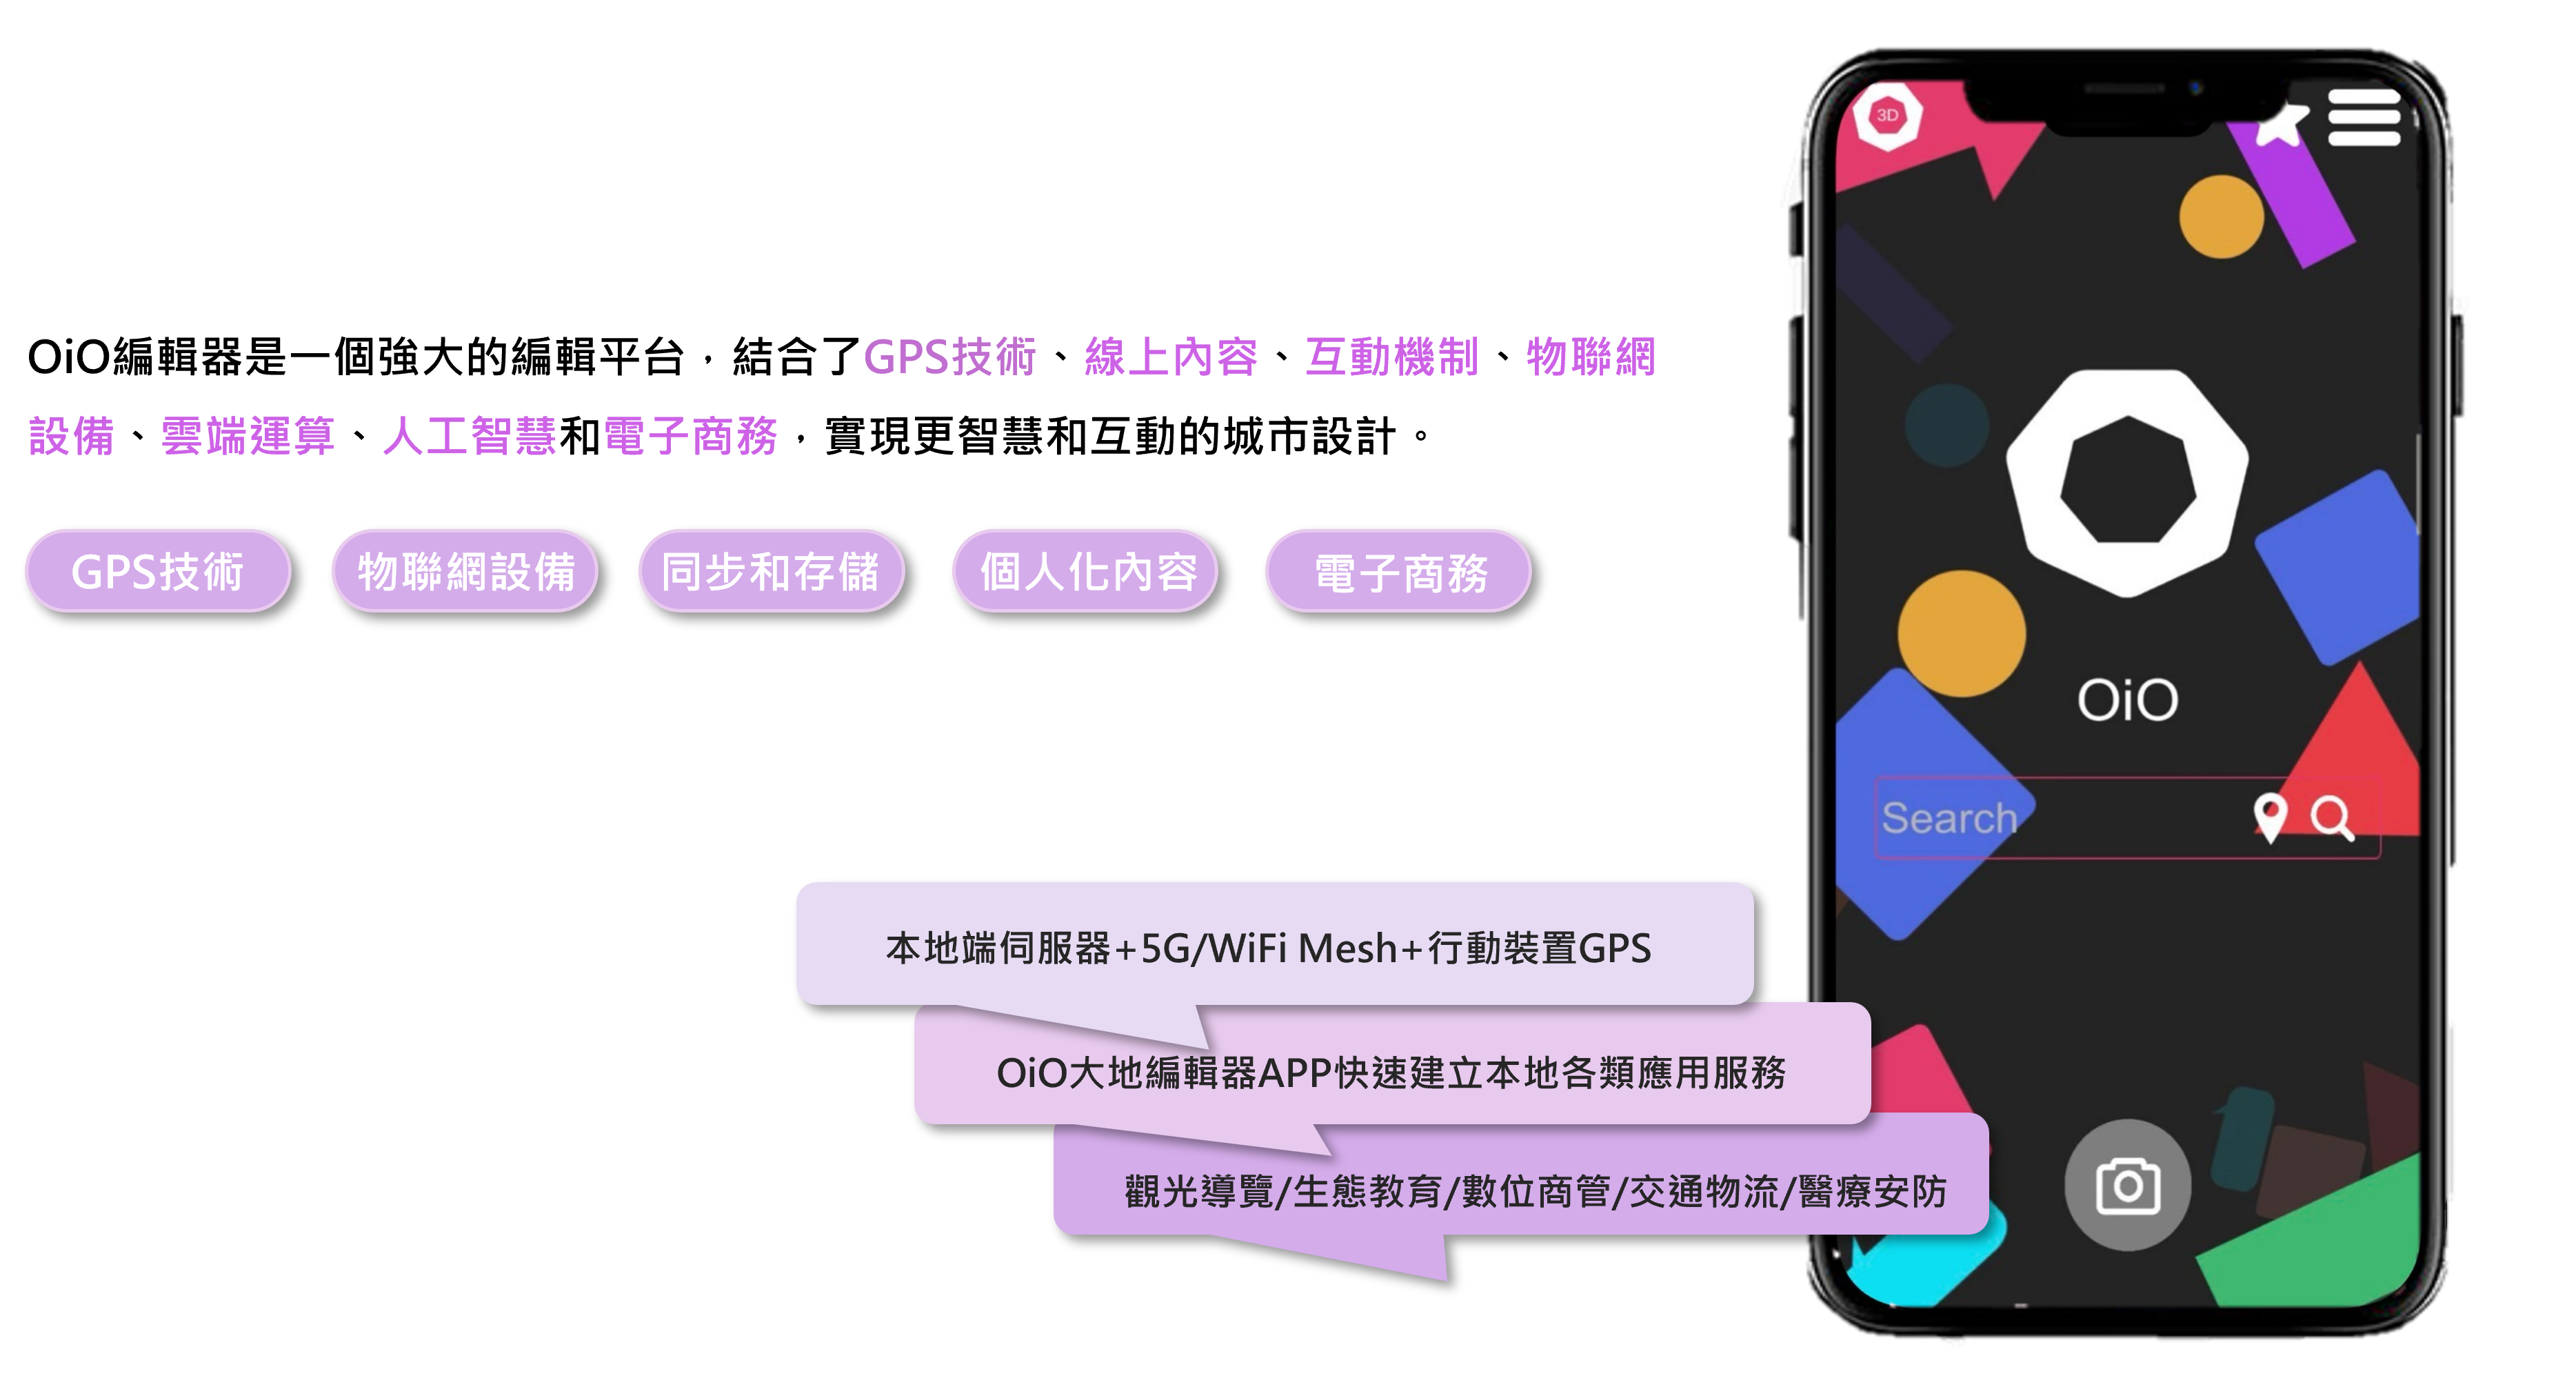 OiO編輯器是一個強大的編輯平台，結合了GPS技術、線上內容、互動機制、物聯網
設備、雲端運算、人工智慧和電子商務，實現更智慧和互動的城市設計。
GPS技術
物聯網設備
同步和存儲
個人化內容
電子商務
3D
OiO
Search
本地端伺服器+5G/WiFi Mesh+行動裝置GPS
OiO大地編輯器APP快速建立本地各類應用服務
觀光導覽/生態教育/數位商管/交通物流/醫療安防